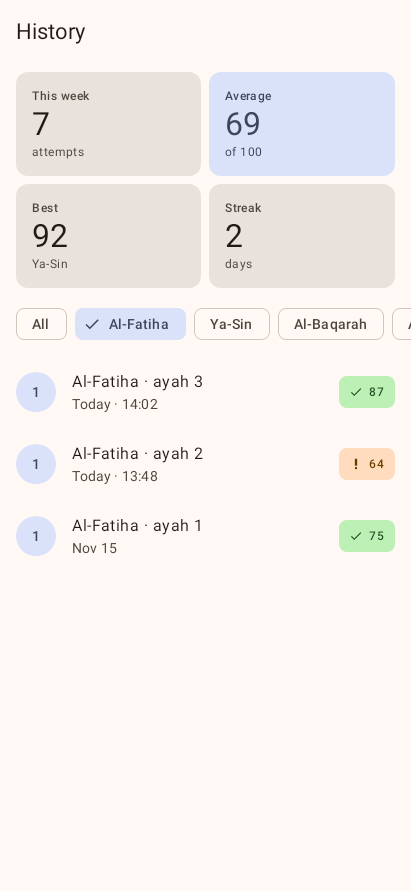 History
This week
7
attempts
Average
69
of 100
Best
92
Ya-Sin
Streak
2
days
All
Al-Fatiha
Ya-Sin
Al-Baqarah
1
Al-Fatiha · ayah 3
Today · 14:02
87
1
Al-Fatiha · ayah 2
Today · 13:48
! 64
1
Al-Fatiha · ayah 1
Nov 15
75